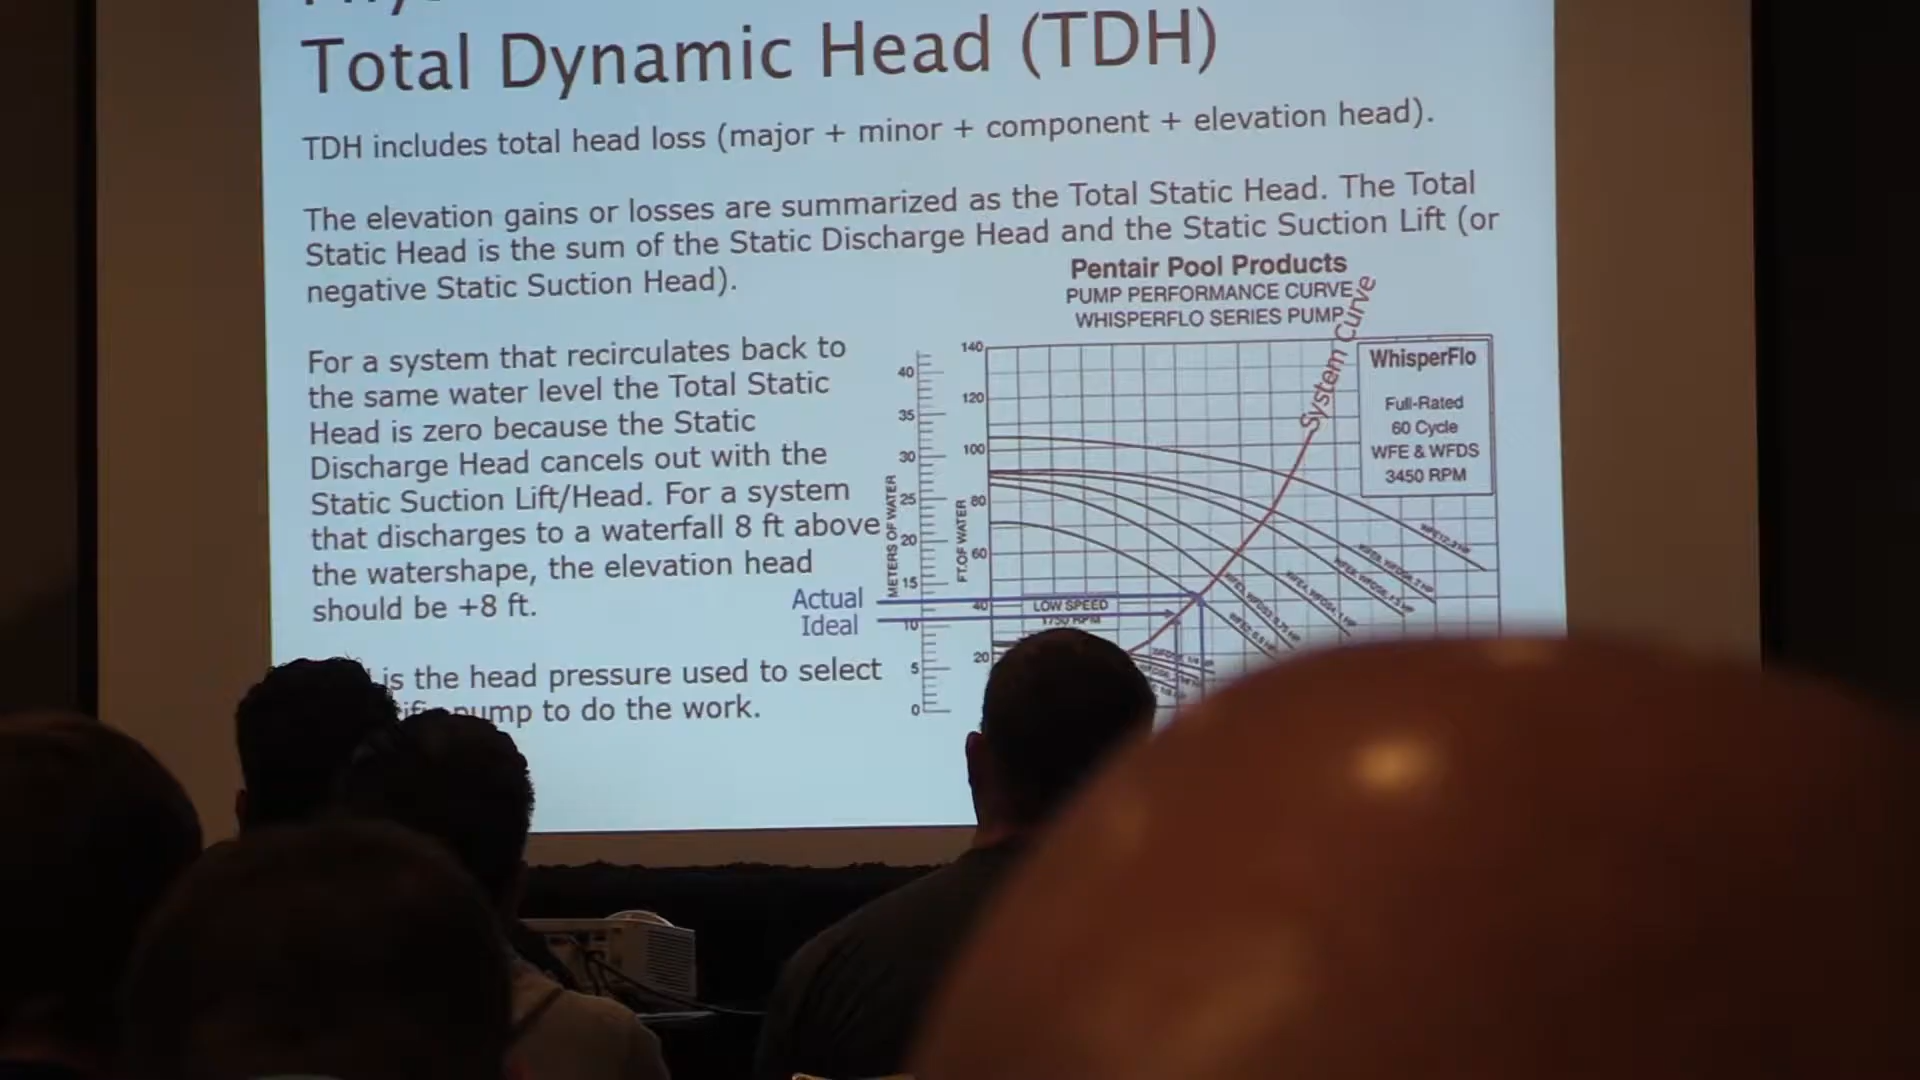 Total Dynamic Head (TDH)
TDH includes total head loss (major + minor + component + elevation head).
The elevation gains or losses are summarized as the Total Static Head. The Total
Static Head is the sum of the Static Discharge Head and the Static Suction Lift (or
negative Static Suction Head).
For a system that recirculates back to
the same water level the Total Static
Head is zero because the Static
Discharge Head cancels out with the
Static Suction Lift/Head. For a system
that discharges to a waterfall 8 ft above
the watershape, the elevation head
should be +8 ft.
is the head pressure used to select
pump to do the work.
Pentair Pool Products
PUMP PERFORMANCE CURVE
WHISPERFLO SERIES PUMP
System Curve
WhisperFlo
Full-Rated
60 Cycle
WFE & WFDS
3450 RPM
METERS OF WATER
40
35
30
25
20
15
10
5
0
FT.OF WATER
140
120
100
80
60
40
20
Actual
Ideal
LOW SPEED
1750 RPM